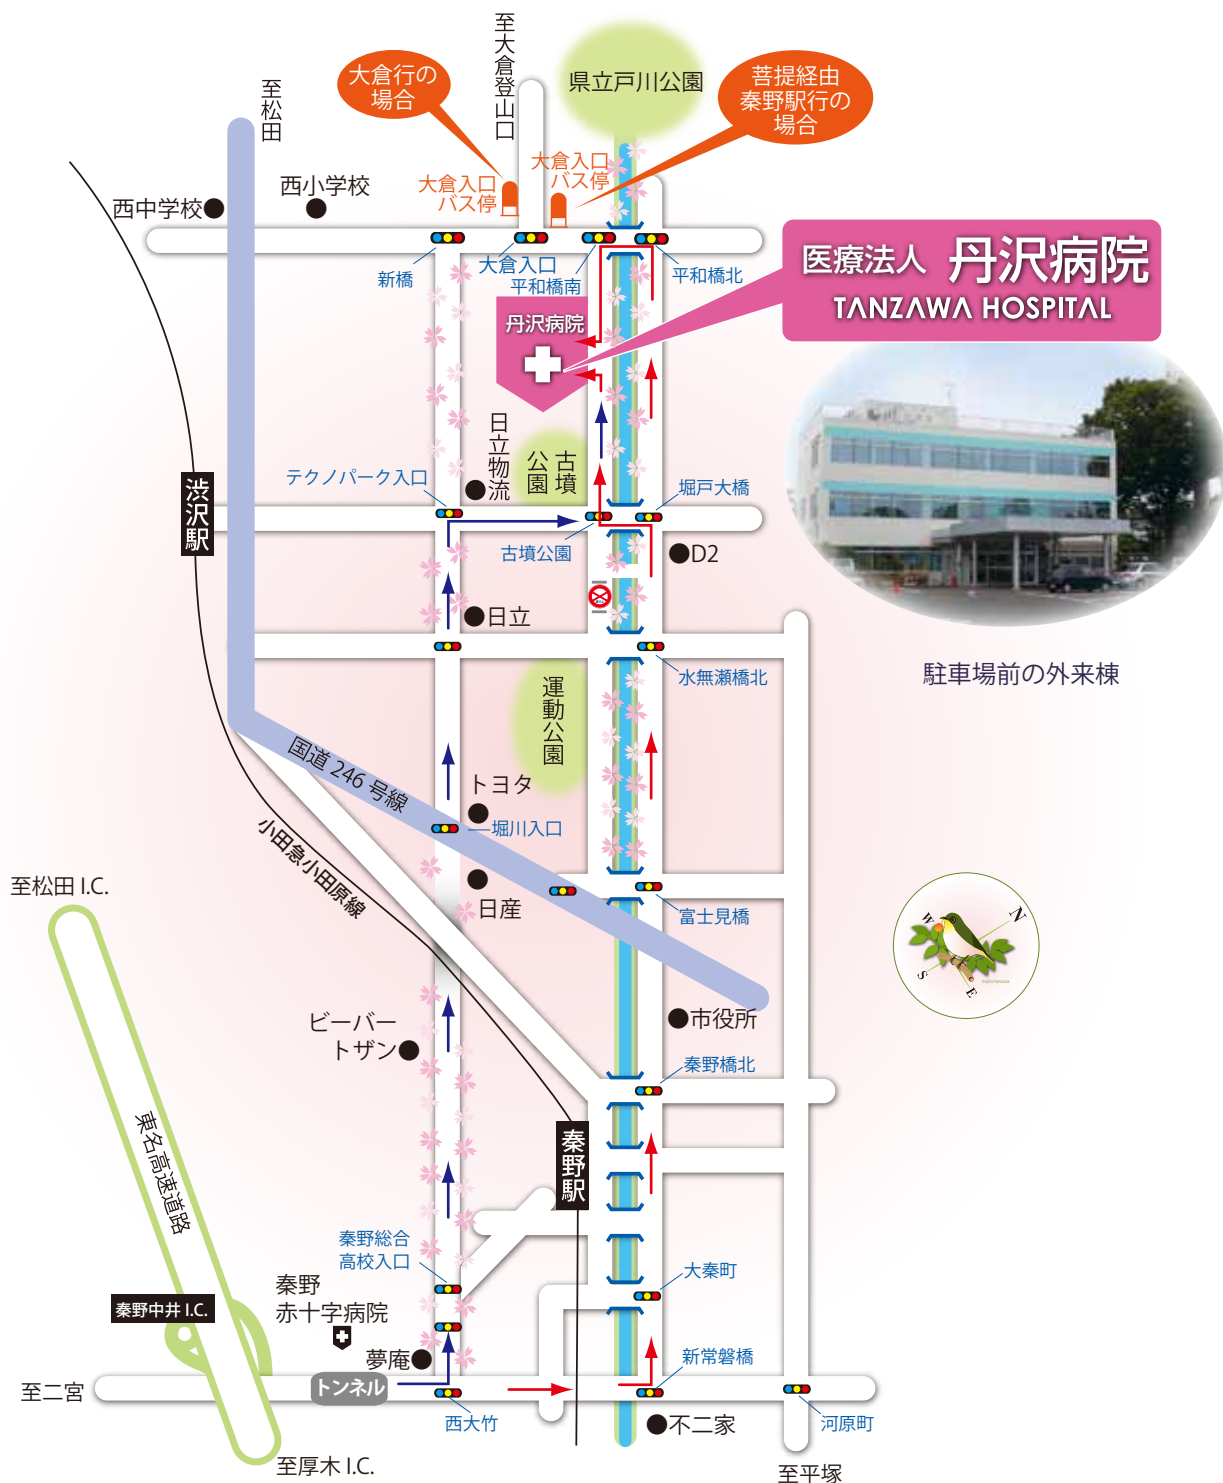 至大倉登山口
大倉行の
場合
県立戸川公園
菩提経由
秦野駅行の
場合
至松田
大倉入口
バス停
大倉入口
バス停
西小学校
西中学校
新橋
大倉入口
平和橋南
平和橋北
医療法人 丹沢病院
TANZAWA HOSPITAL
丹沢病院
日立物流
古墳
公園
テクノパーク入口
堀戸大橋
渋沢駅
古墳公園
D2
日立
水無瀬橋北
駐車場前の外来棟
運動公園
国道 246 号線
トヨタ
堀川入口
小田急小田原線
至松田 I.C.
日産
富士見橋
N
W
S
E
ビーバー
トザン
市役所
秦野橋北
東名高速道路
秦野駅
秦野総合
高校入口
大秦町
秦野
赤十字病院
秦野中井 I.C.
夢庵
新常磐橋
至二宮
トンネル
西大竹
不二家
河原町
至厚木 I.C.
至平塚